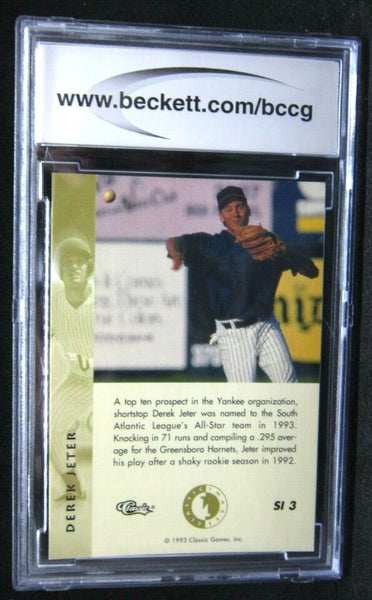 www.beckett.com/bccg
A top ten prospect in the Yankee organization,
shortstop Derek Jeter was named to the South
Atlantic League's All-Star team in 1993.
Knocking in 71 runs and compiling a .295 aver-
age for the Greensboro Hornets, Jeter improved
his play after a shaky rookie season in 1992.
DEREK JETER
Classic®
SI 3
© 1993 Classic Games, Inc.